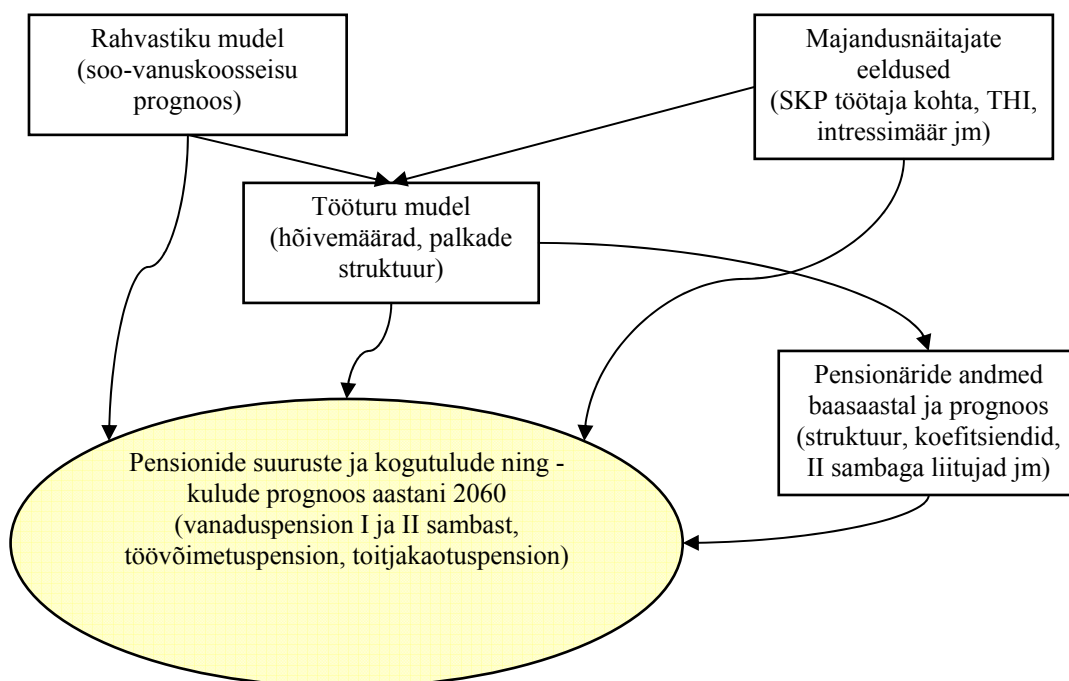 Rahvastiku mudel
(soo-vanuskoosseisu
prognoos)
Majandusnäitajate
eeldused
(SKP töötaja kohta, THI,
intressimäär jm)
Tööturu mudel
(hõivemäärad, palkade
struktuur)
Pensionäride andmed
baasaastal ja prognoos
(struktuur, koefitsiendid,
II sambaga liitujad jm)
Pensionide suuruste ja kogutulude ning -
kulude prognoos aastani 2060
(vanaduspension I ja II sambast,
töövõimetuspension, toitjakaotuspension)